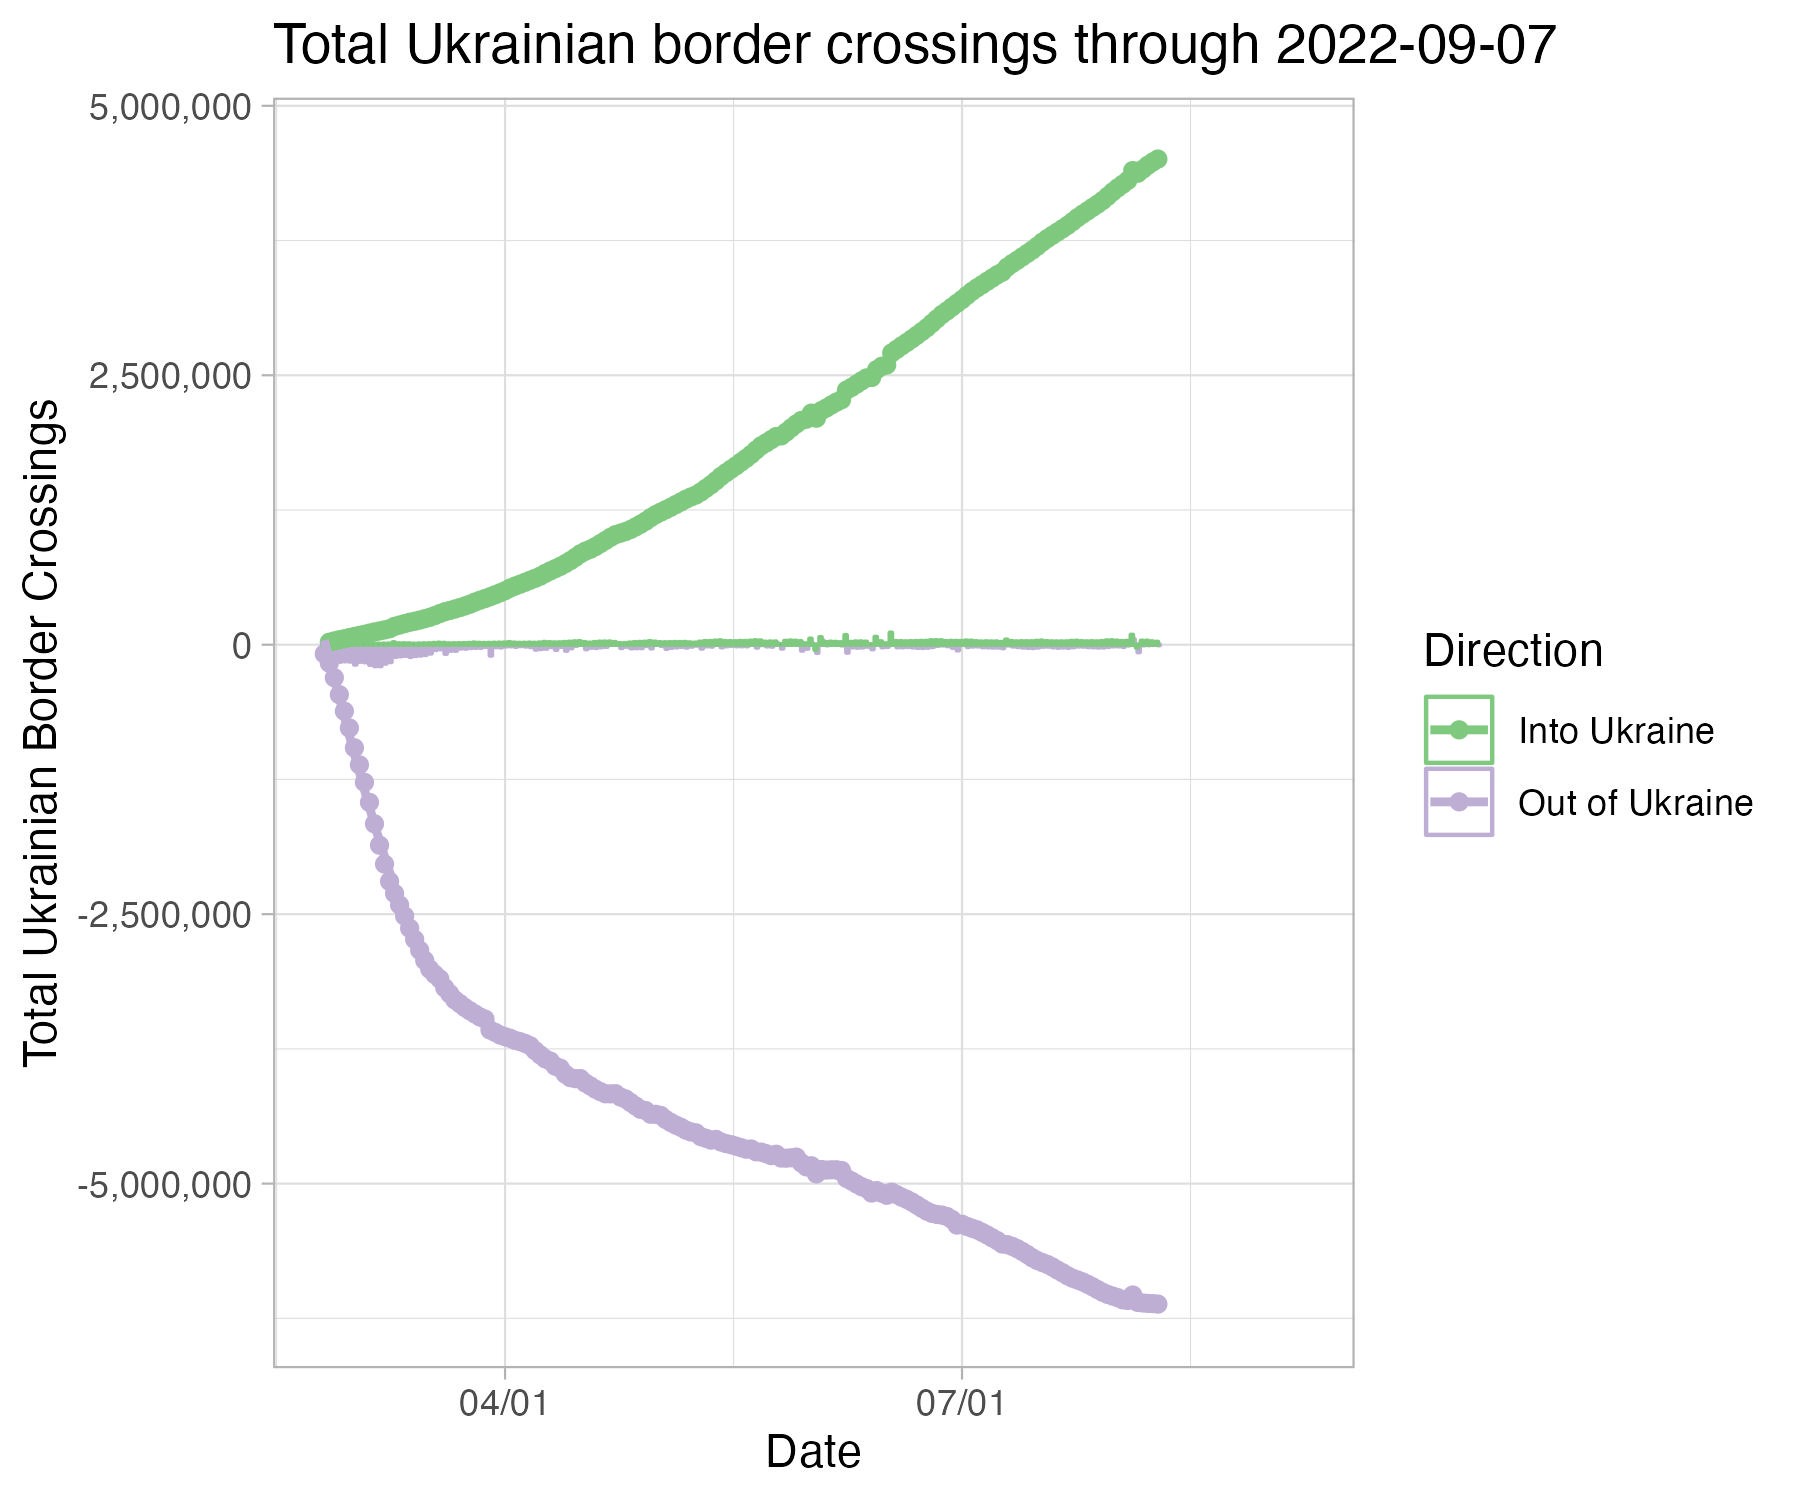 Total Ukrainian border crossings through 2022-09-07
5,000,000
2,500,000
0
-2,500,000
-5,000,000
Total Ukrainian Border Crossings
04/01
07/01
Date
Direction
Into Ukraine
Out of Ukraine